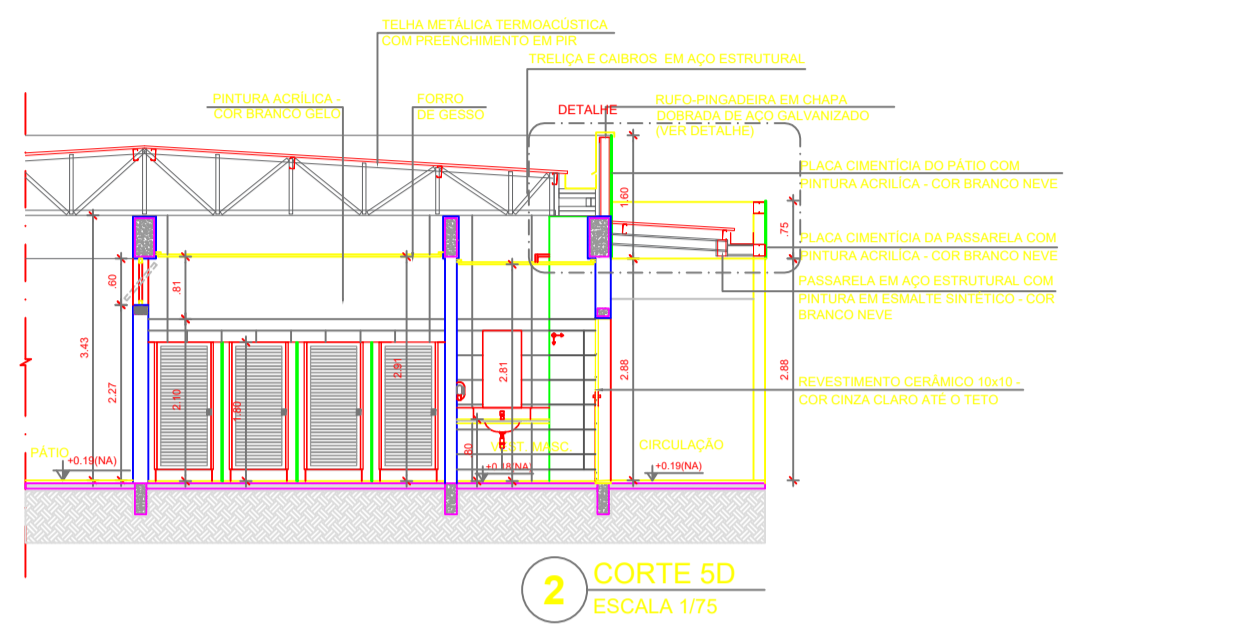 TELHA METÁLICA TERMOACÚSTICA
COM PREENCHIMENTO EM PIR
TRELIÇA E CAIBROS EM AÇO ESTRUTURAL
PINTURA ACRÍLICA -
COR BRANCO GELO
FORRO
DE GESSO
DETALHE
RUFO-PINGADEIRA EM CHAPA
DOBRADA DE AÇO GALVANIZADO
(VER DETALHE)
PLACA CIMENTÍCIA DO PÁTIO COM
PINTURA ACRILÍCA - COR BRANCO NEVE
1.60
.75
PLACA CIMENTÍCIA DA PASSARELA COM
PINTURA ACRILÍCA - COR BRANCO NEVE
PASSARELA EM AÇO ESTRUTURAL COM
PINTURA EM ESMALTE SINTÉTICO - COR
BRANCO NEVE
.60
.81
3.43
2.27
2.10
1.80
2.91
2.81
2.88
2.88
REVESTIMENTO CERÂMICO 10x10 -
COR CINZA CLARO ATÉ O TETO
PÁTIO
+0.19(NA)
.80
VEST. MASC.
+0.18(NA)
CIRCULAÇÃO
+0.19(NA)
2
CORTE 5D
ESCALA 1/75